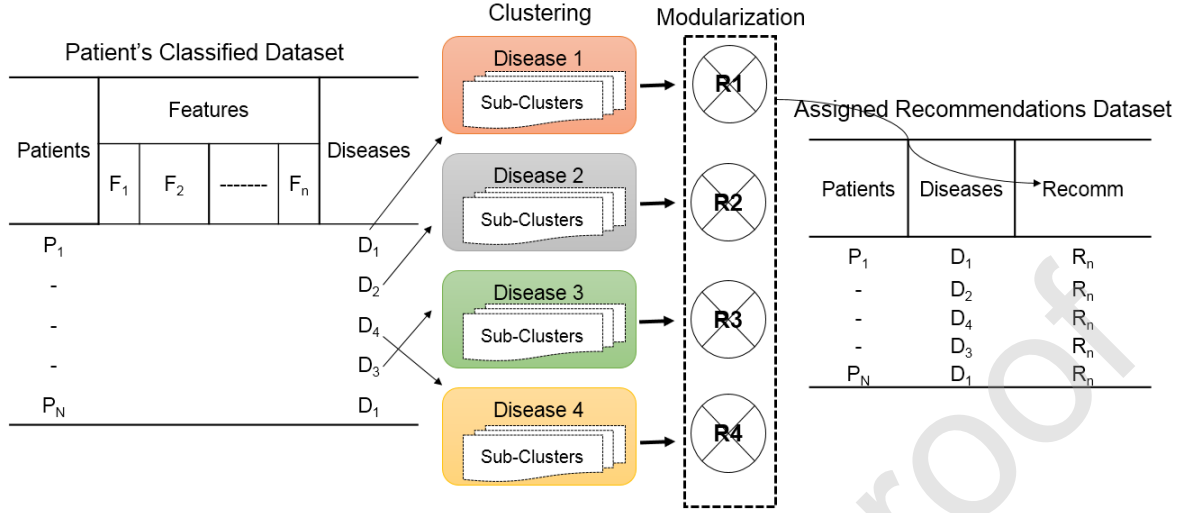 Clustering
Modularization
Patient's Classified Dataset
Patients
Features
Diseases
F1 F2 ------- Fn
P1 D1
- D2
- D4
- D3
PN D1
Disease 1
Sub-Clusters
Disease 2
Sub-Clusters
Disease 3
Sub-Clusters
Disease 4
Sub-Clusters
R1
R2
R3
R4
Assigned Recommendations Dataset
Patients Diseases Recomm
P1 D1 Rn
- D2 Rn
- D4 Rn
- D3 Rn
PN D1 Rn
roof